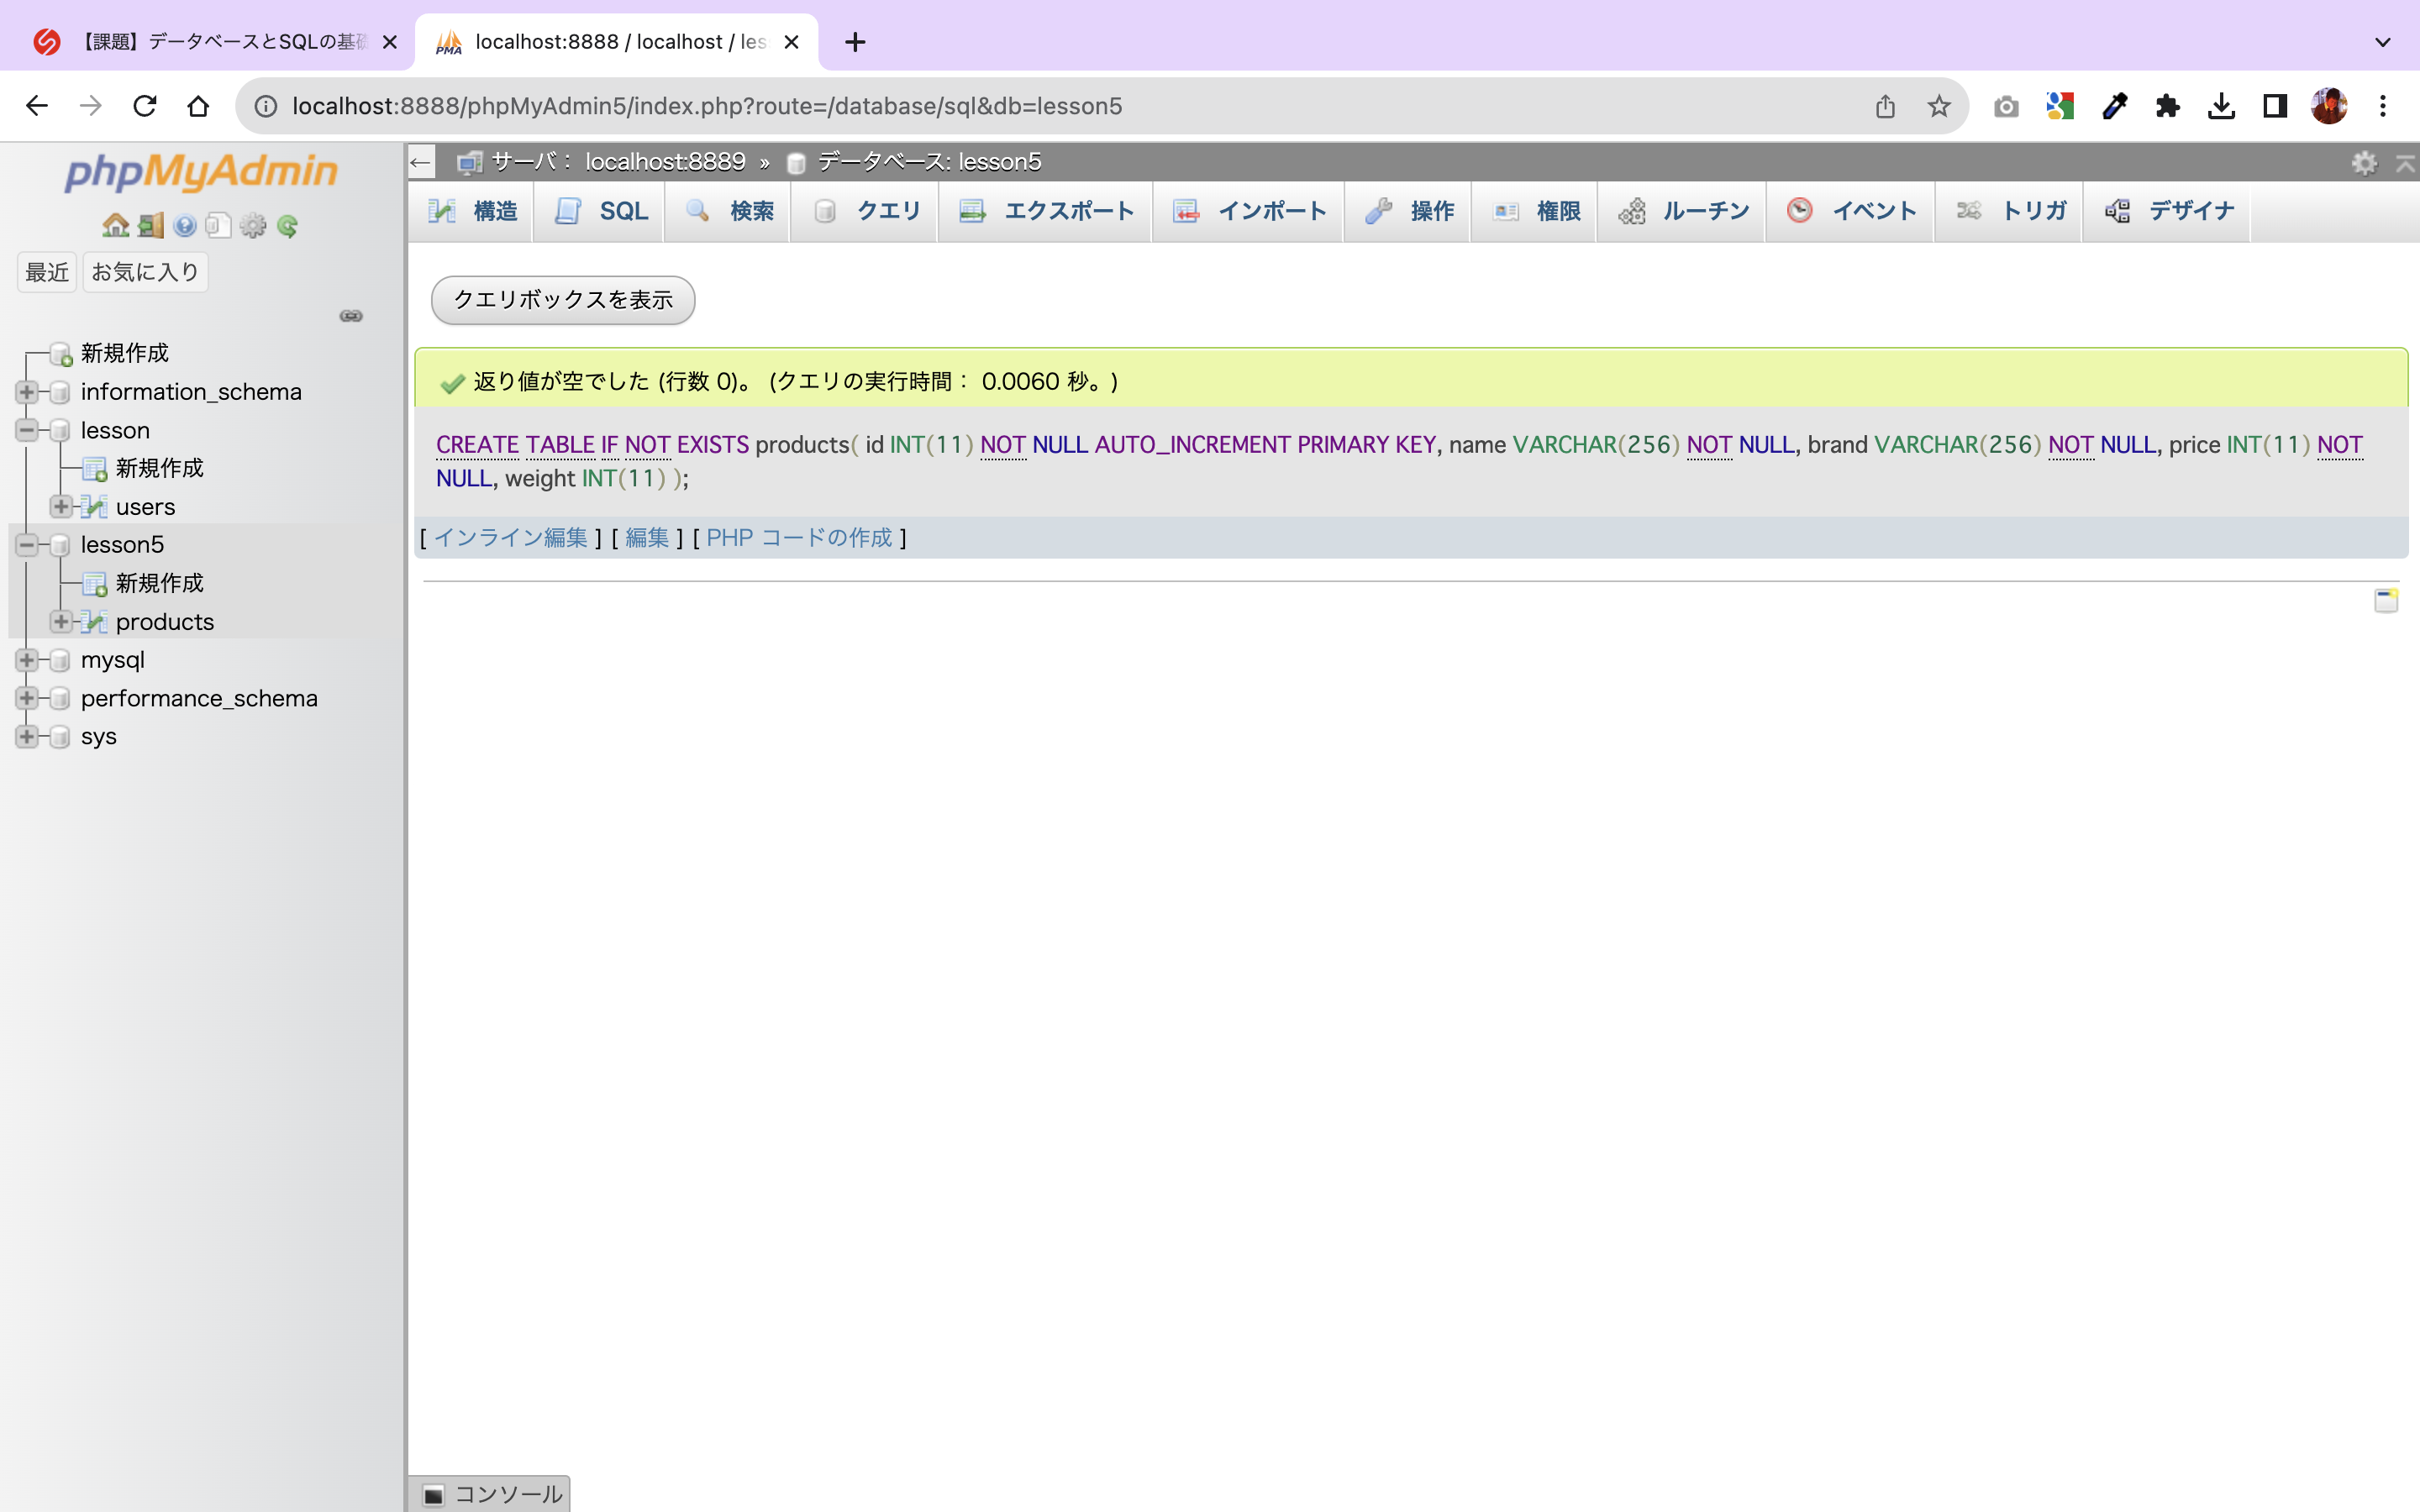 【課題】データベースとSQLの基礎
localhost:8888 / localhost / les
localhost:8888/phpMyAdmin5/index.php?route=/database/sql&db=lesson5
phpMyAdmin
最近 お気に入り
新規作成
information_schema
lesson
新規作成
users
lesson5
新規作成
products
mysql
performance_schema
sys
サーバ： localhost:8889 » データベース: lesson5
構造 SQL 検索 クエリ エクスポート インポート 操作 権限 ルーチン イベント トリガ デザイナ
クエリボックスを表示
返り値が空でした (行数 0)。 (クエリの実行時間： 0.0060 秒。)
CREATE TABLE IF NOT EXISTS products( id INT(11) NOT NULL AUTO_INCREMENT PRIMARY KEY, name VARCHAR(256) NOT NULL, brand VARCHAR(256) NOT NULL, price INT(11) NOT
NULL, weight INT(11) );
[ インライン編集 ] [ 編集 ] [ PHP コードの作成 ]
コンソール